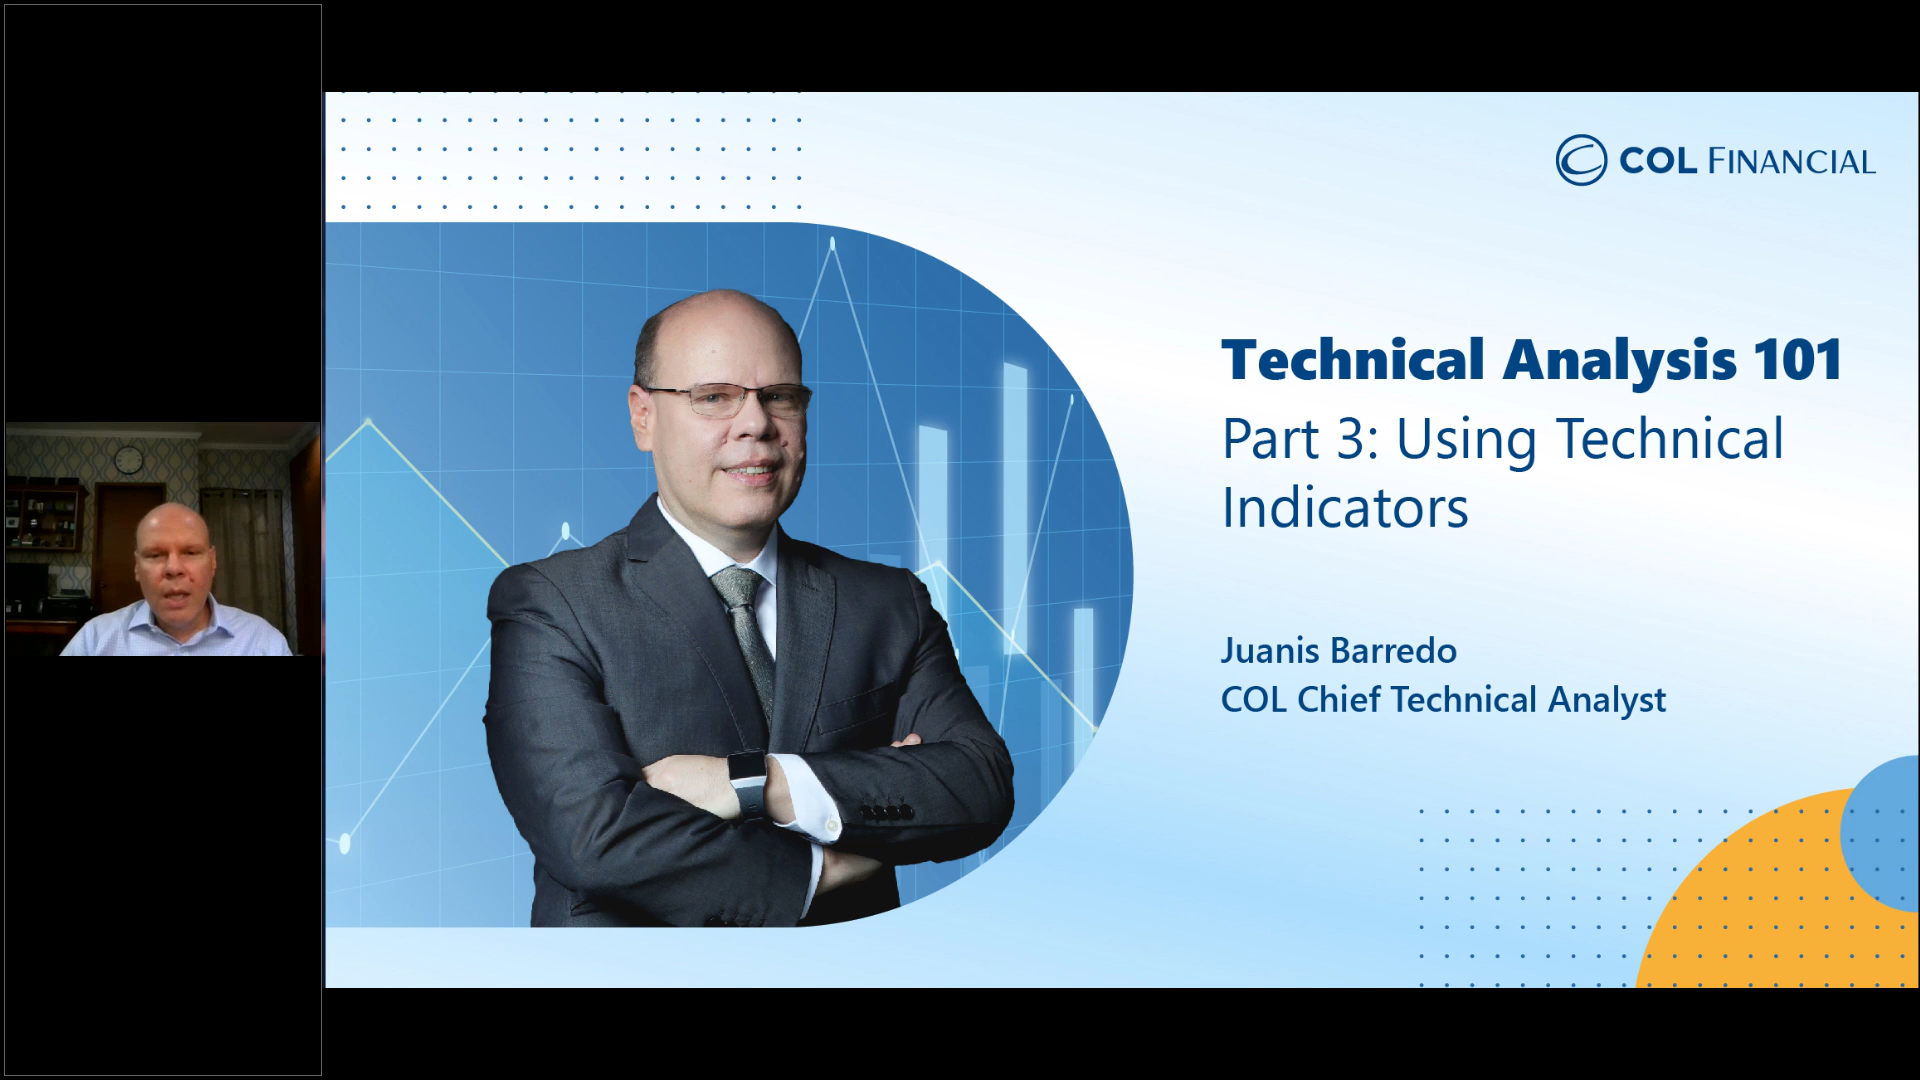 COL FINANCIAL
Technical Analysis 101
Part 3: Using Technical
Indicators
Juanis Barredo
COL Chief Technical Analyst